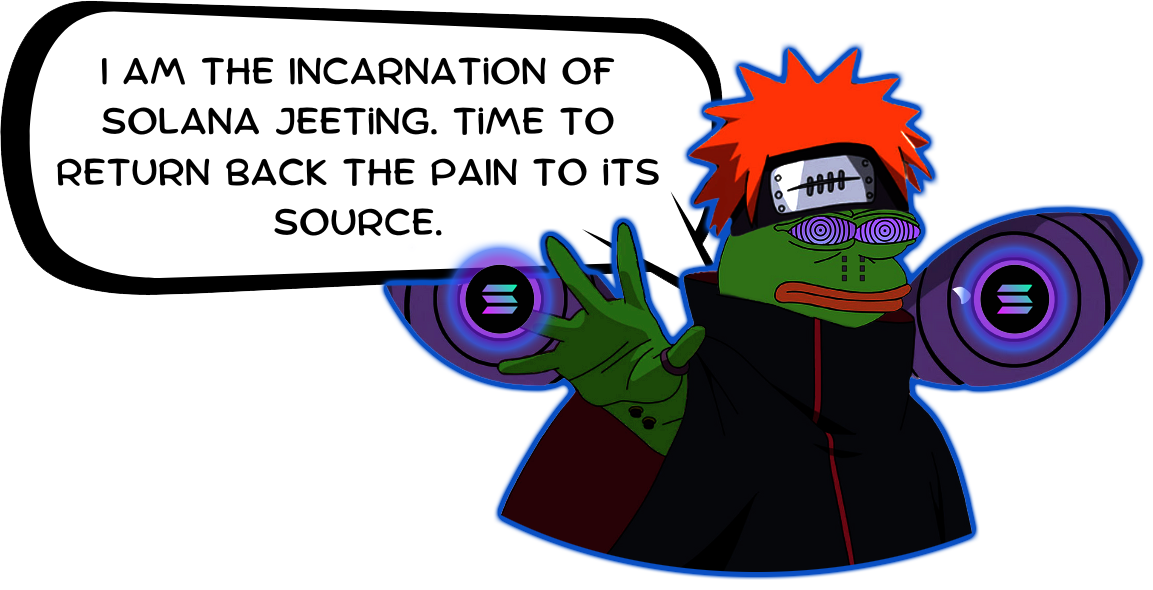 I AM THE INCARNATION OF
SOLANA JEETING. TIME TO
RETURN BACK THE PAIN TO ITS
SOURCE.